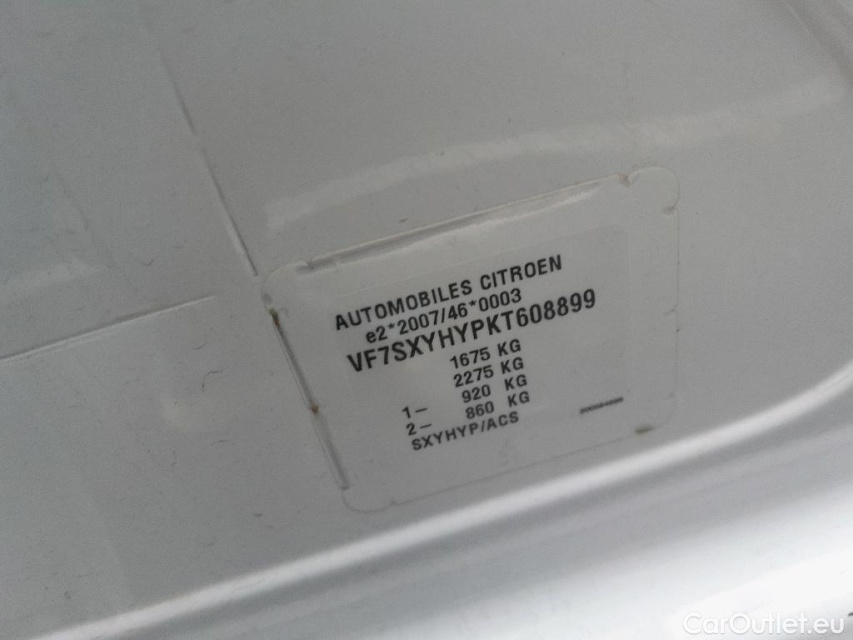 AUTOMOBILES CITROEN
e2*2007/46*0003
VF7SXYHYPKT608899
1675 KG
2275 KG
1– 920 KG
2– 860 KG
SXYHYP/ACS
CarOutlet.eu